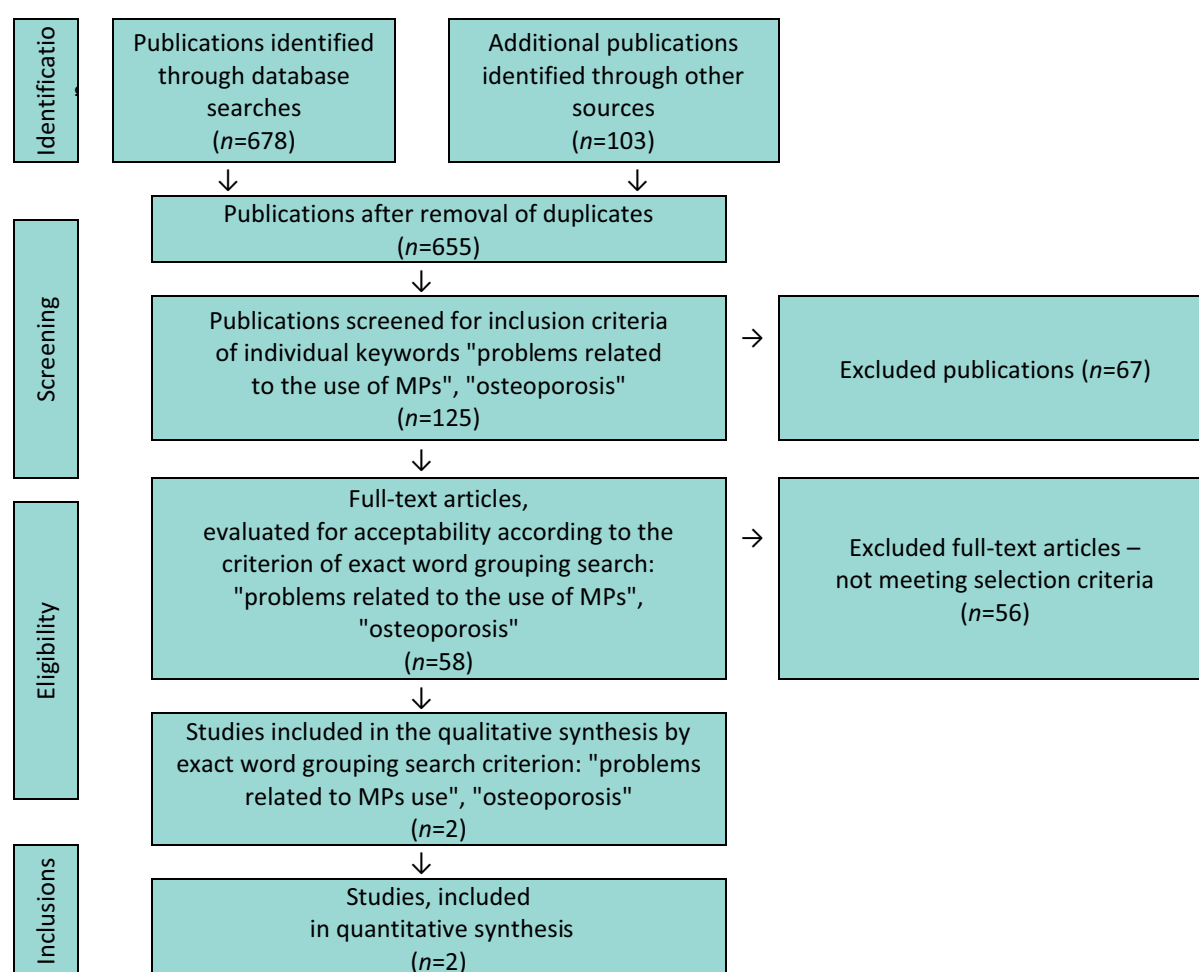 Identificatio
Publications identified
through database
searches
(n=678)
Additional publications
identified through other
sources
(n=103)
↓
↓
Screening
Publications after removal of duplicates
(n=655)
↓
Publications screened for inclusion criteria
of individual keywords "problems related
to the use of MPs", "osteoporosis"
(n=125)
→
Excluded publications (n=67)
↓
Eligibility
Full-text articles,
evaluated for acceptability according to the
criterion of exact word grouping search:
"problems related to the use of MPs",
"osteoporosis"
(n=58)
→
Excluded full-text articles –
not meeting selection criteria
(n=56)
↓
Studies included in the qualitative synthesis by
exact word grouping search criterion: "problems
related to MPs use", "osteoporosis"
(n=2)
↓
Inclusions
Studies, included
in quantitative synthesis
(n=2)